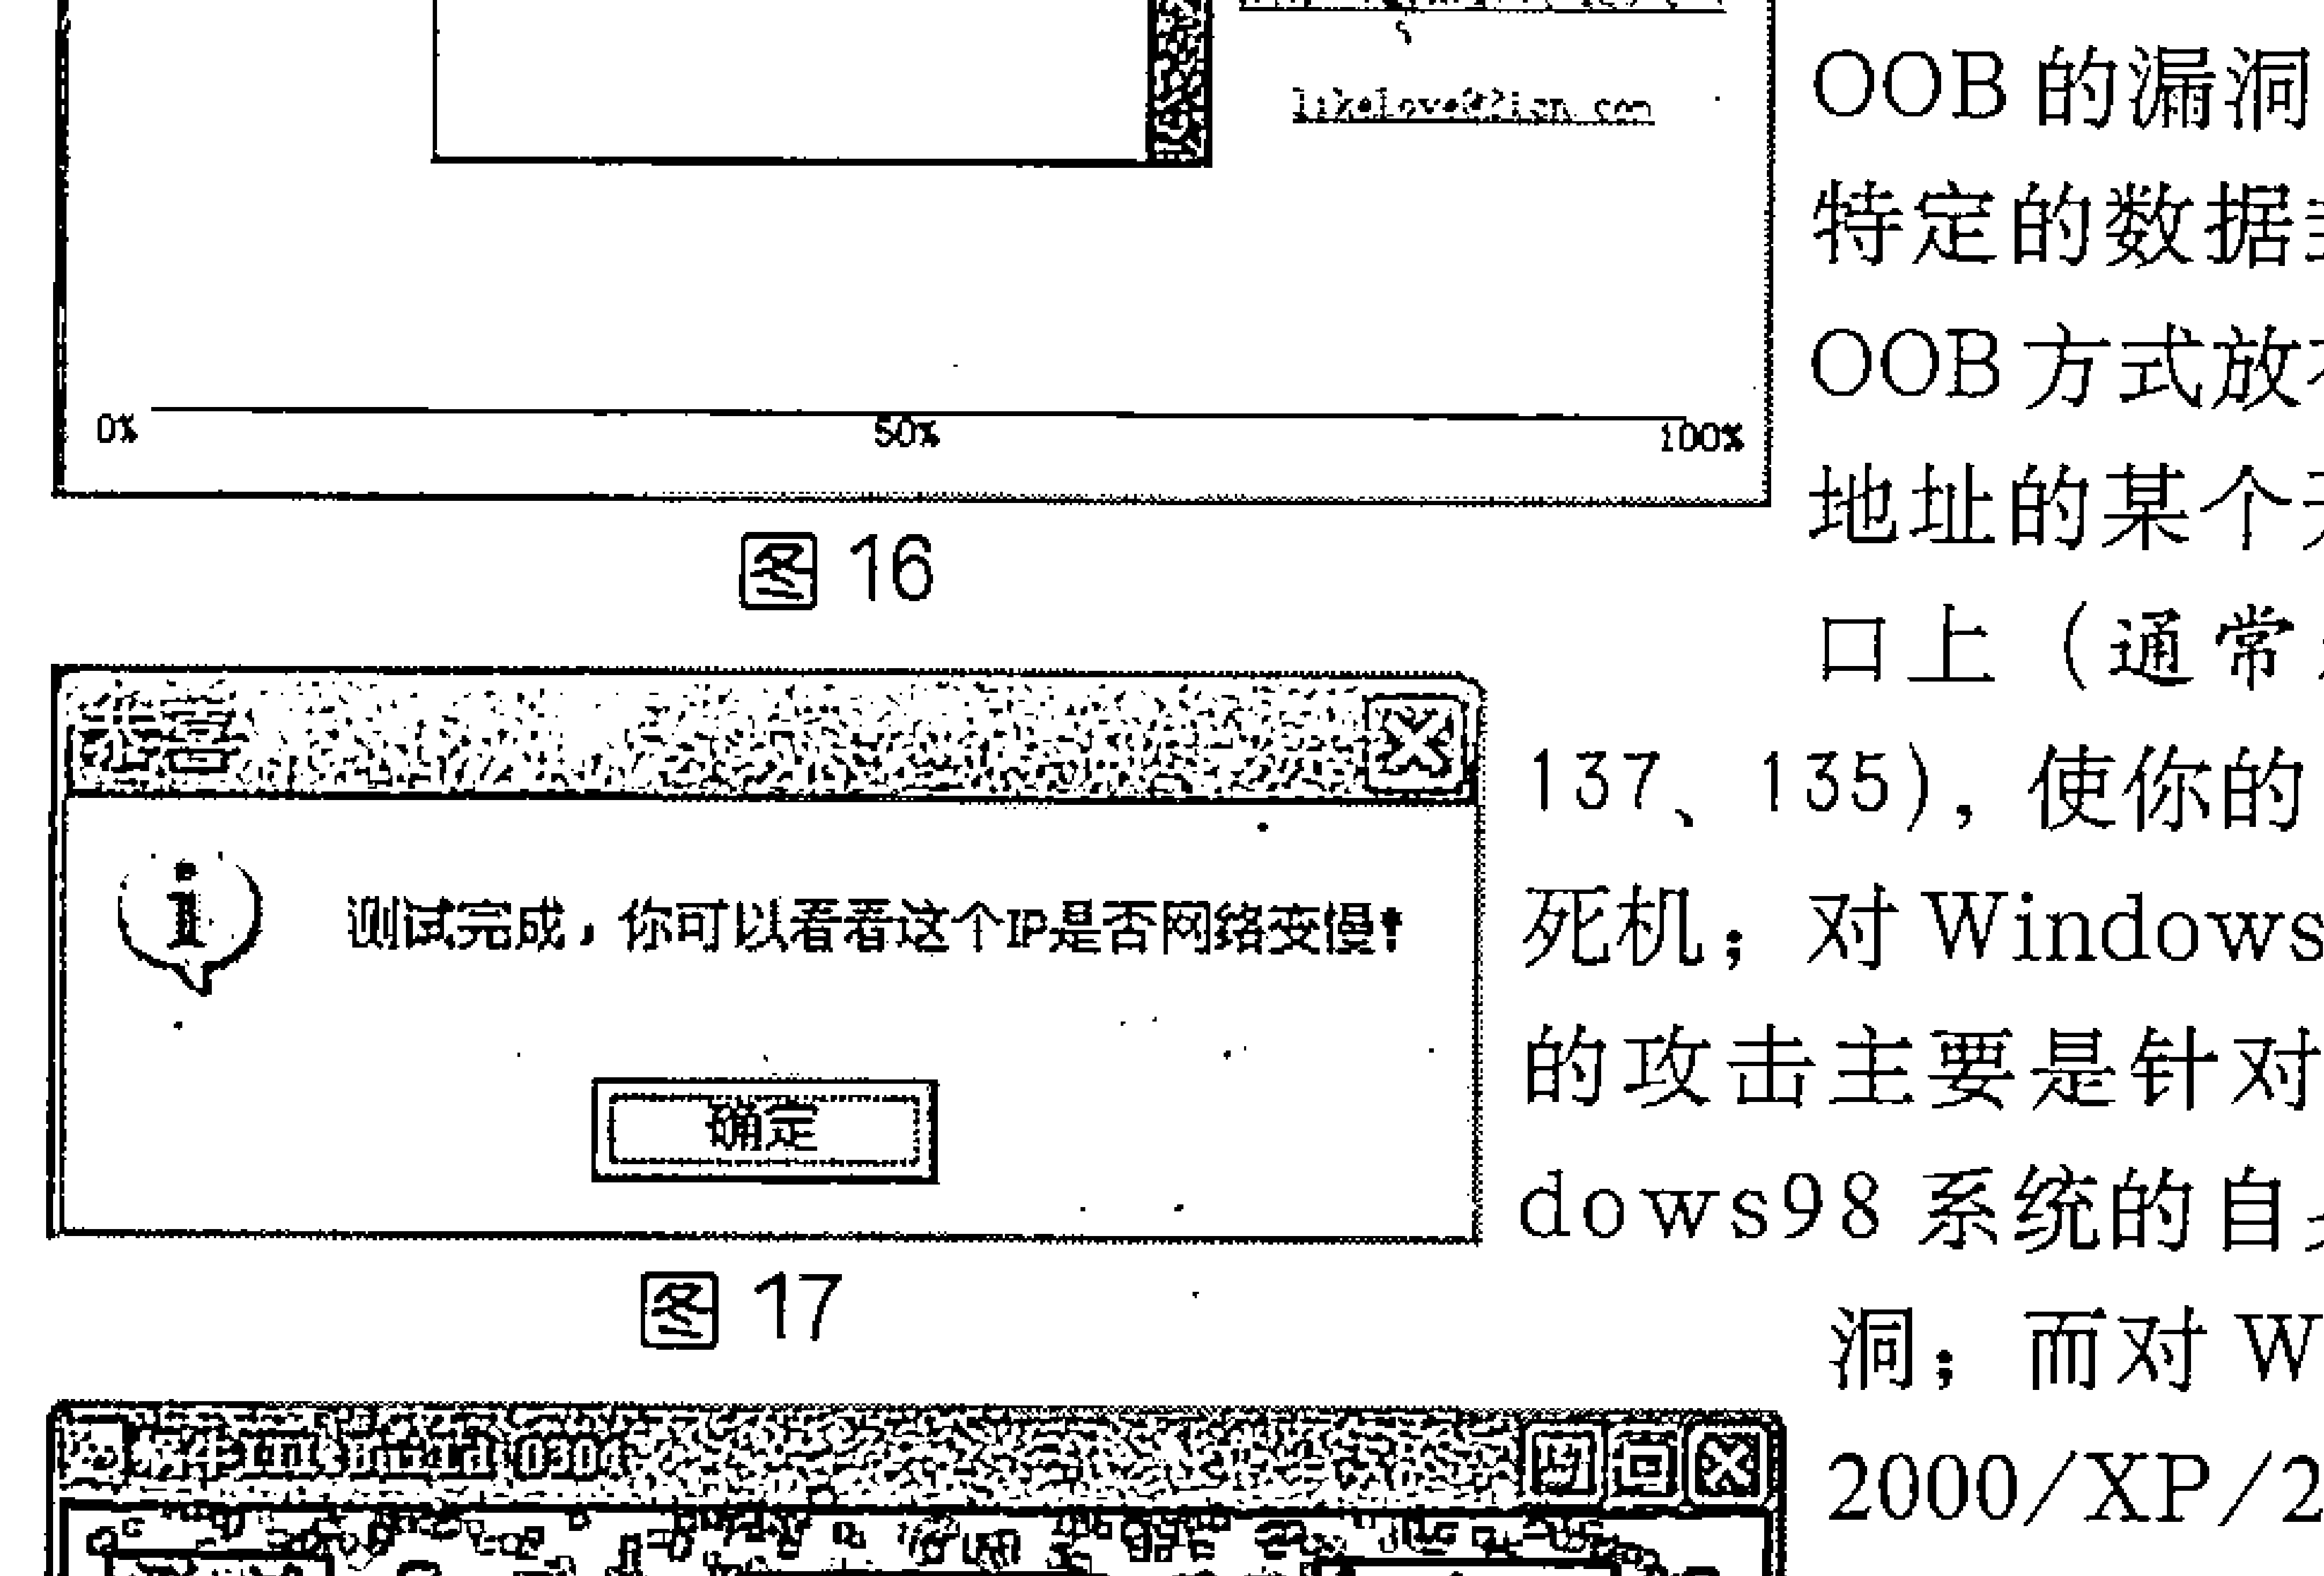 0% 50% 100%
图 16
恭喜
测试完成，你可以看看这个IP是否网络变慢！
确定
图 17
OOB 的漏洞
特定的数据
OOB 方式放
地址的某个
口上（通常
137、135），使你的
死机；对 Windows
的攻击主要是针对
dows98 系统的自
洞；而对 W
2000/XP/2